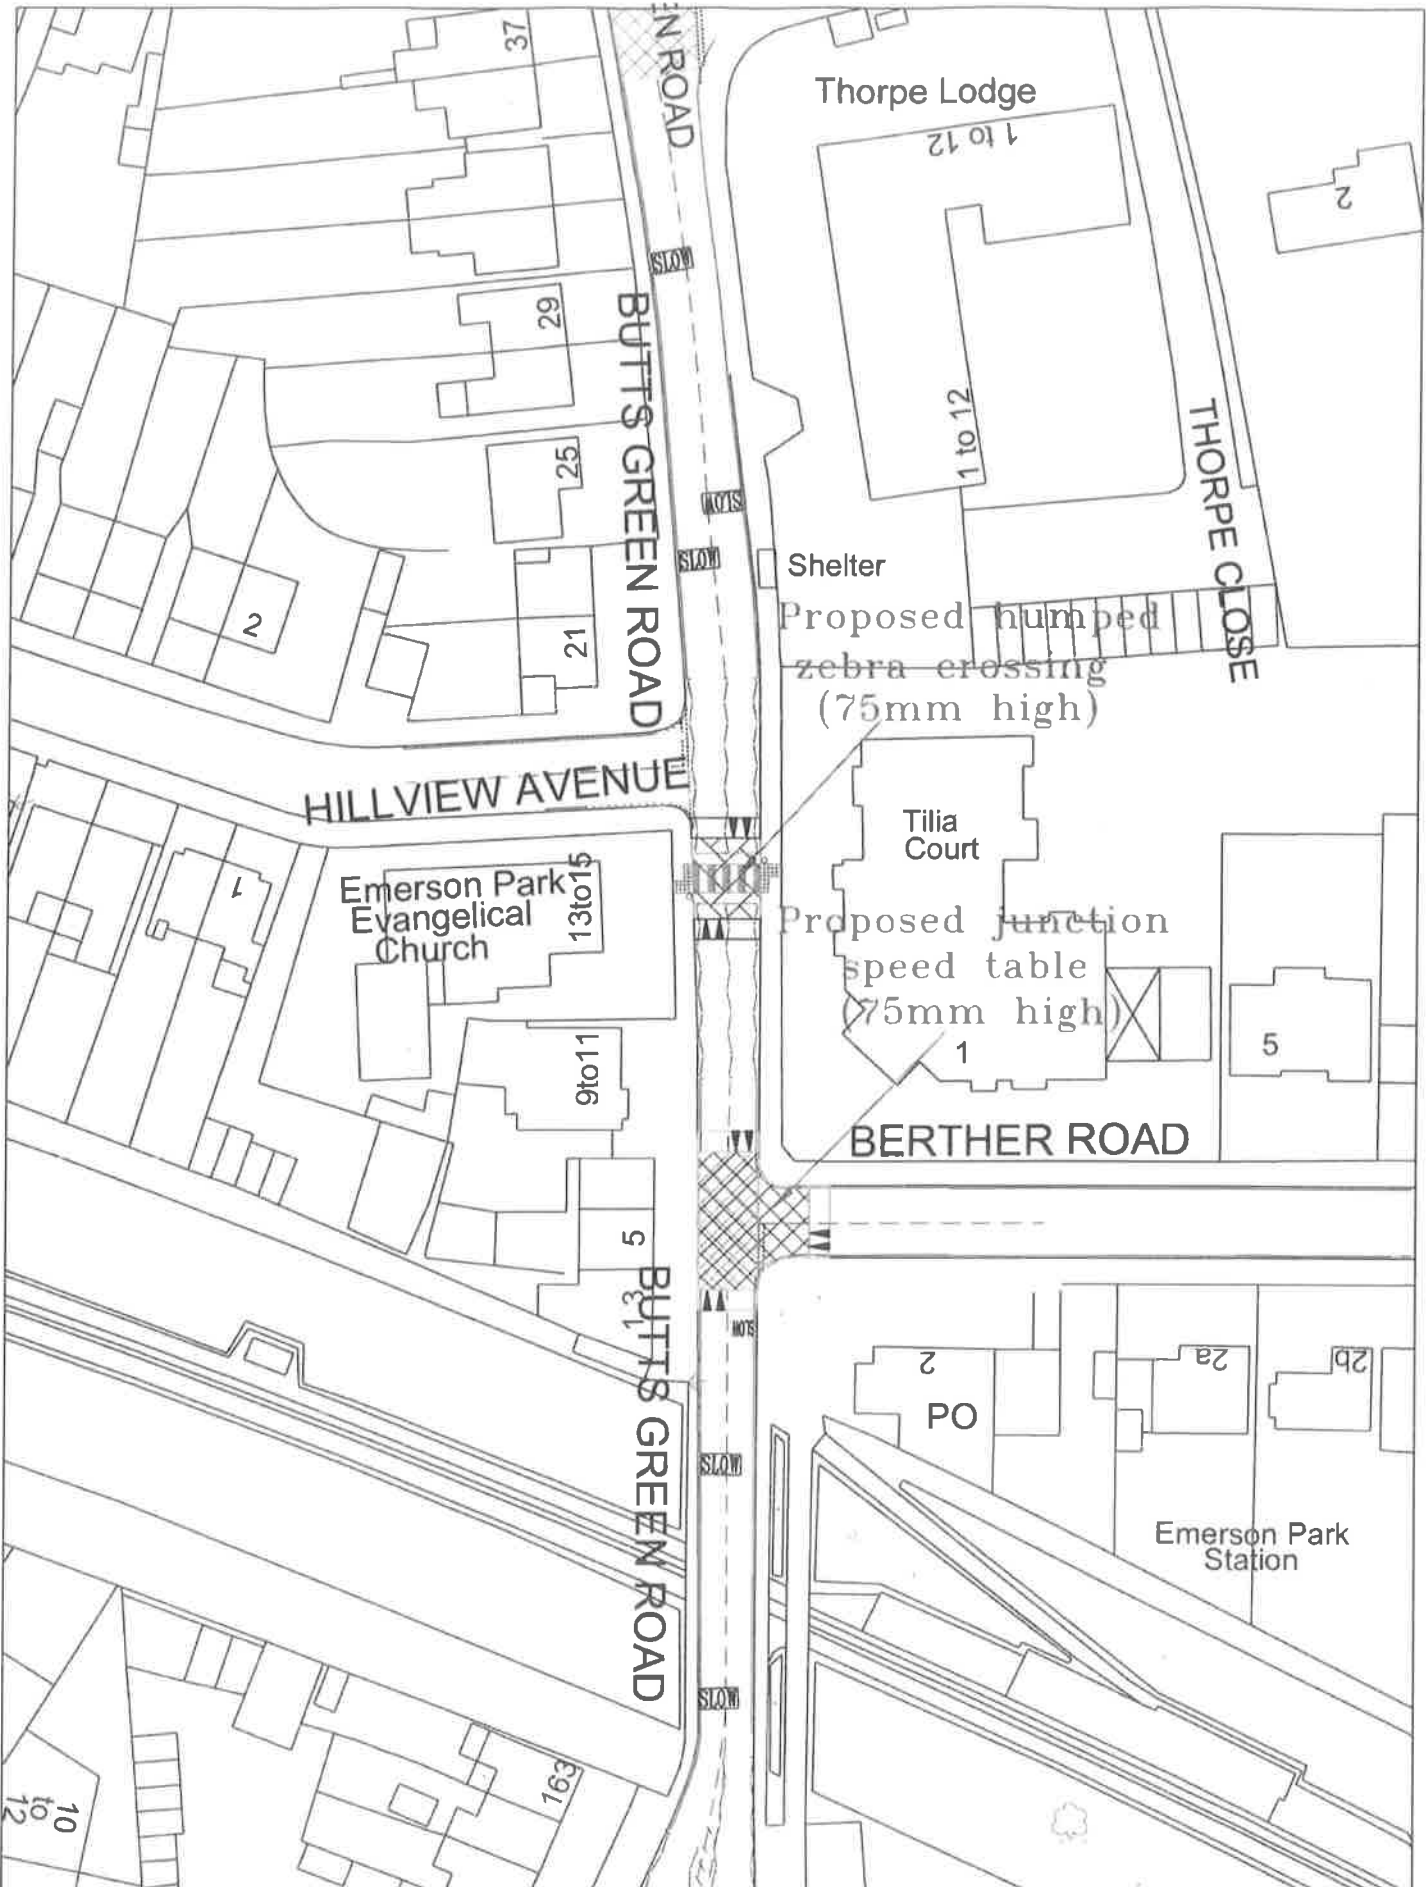 EN ROAD
37
Thorpe Lodge
1 to 12
2
SLOW
29
BUTTS GREEN ROAD
1 to 12
THORPE CLOSE
25
SLOW
SLOW
Shelter
Proposed humped
zebra crossing
(75mm high)
2
21
HILLVIEW AVENUE
Tilia
Court
1
Emerson Park
Evangelical
Church
13to15
Proposed junction
speed table
(75mm high)
9to11
1
5
BERTHER ROAD
5
1,3
SLOW
BUTTS GREEN ROAD
2
PO
2a
2b
SLOW
Emerson Park
Station
SLOW
163
10
to
12